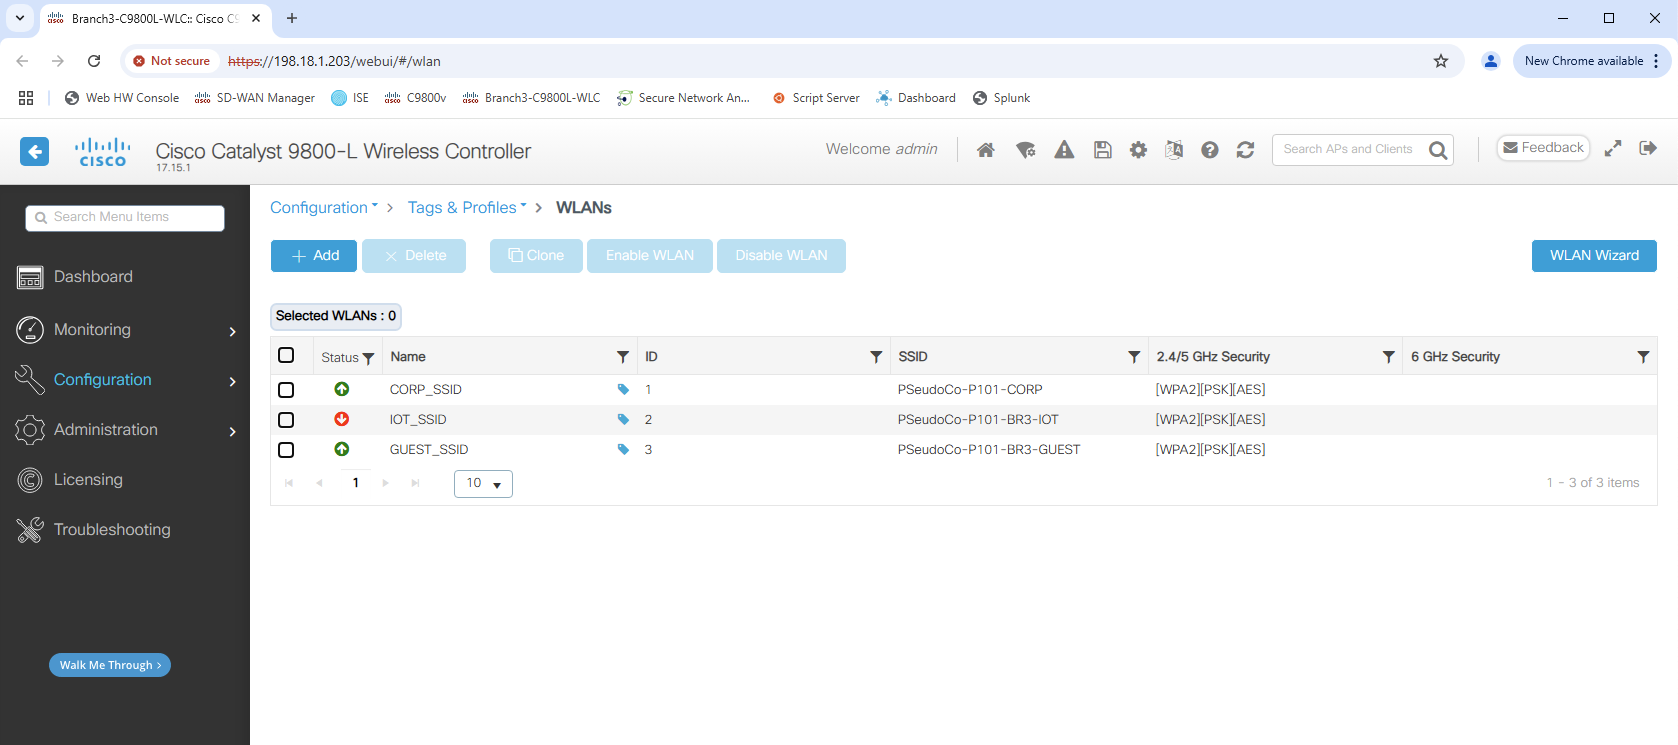 Branch3-C9800L-WLC:: Cisco C9
Not secure https://198.18.1.203/webui/#/wlan New Chrome available
Web HW Console SD-WAN Manager ISE C9800v Branch3-C9800L-WLC Secure Network An... Script Server Dashboard Splunk
CISCO Cisco Catalyst 9800-L Wireless Controller Welcome admin Search APs and Clients Feedback
17.15.1
Search Menu Items
Dashboard
Monitoring
Configuration
Administration
Licensing
Troubleshooting
Walk Me Through >
Configuration > Tags & Profiles > WLANs
+ Add × Delete Clone Enable WLAN Disable WLAN WLAN Wizard
Selected WLANs : 0
Status Name ID SSID 2.4/5 GHz Security 6 GHz Security
CORP_SSID 1 PSeudoCo-P101-CORP [WPA2][PSK][AES]
IOT_SSID 2 PSeudoCo-P101-BR3-IOT [WPA2][PSK][AES]
GUEST_SSID 3 PSeudoCo-P101-BR3-GUEST [WPA2][PSK][AES]
1 10 1 - 3 of 3 items